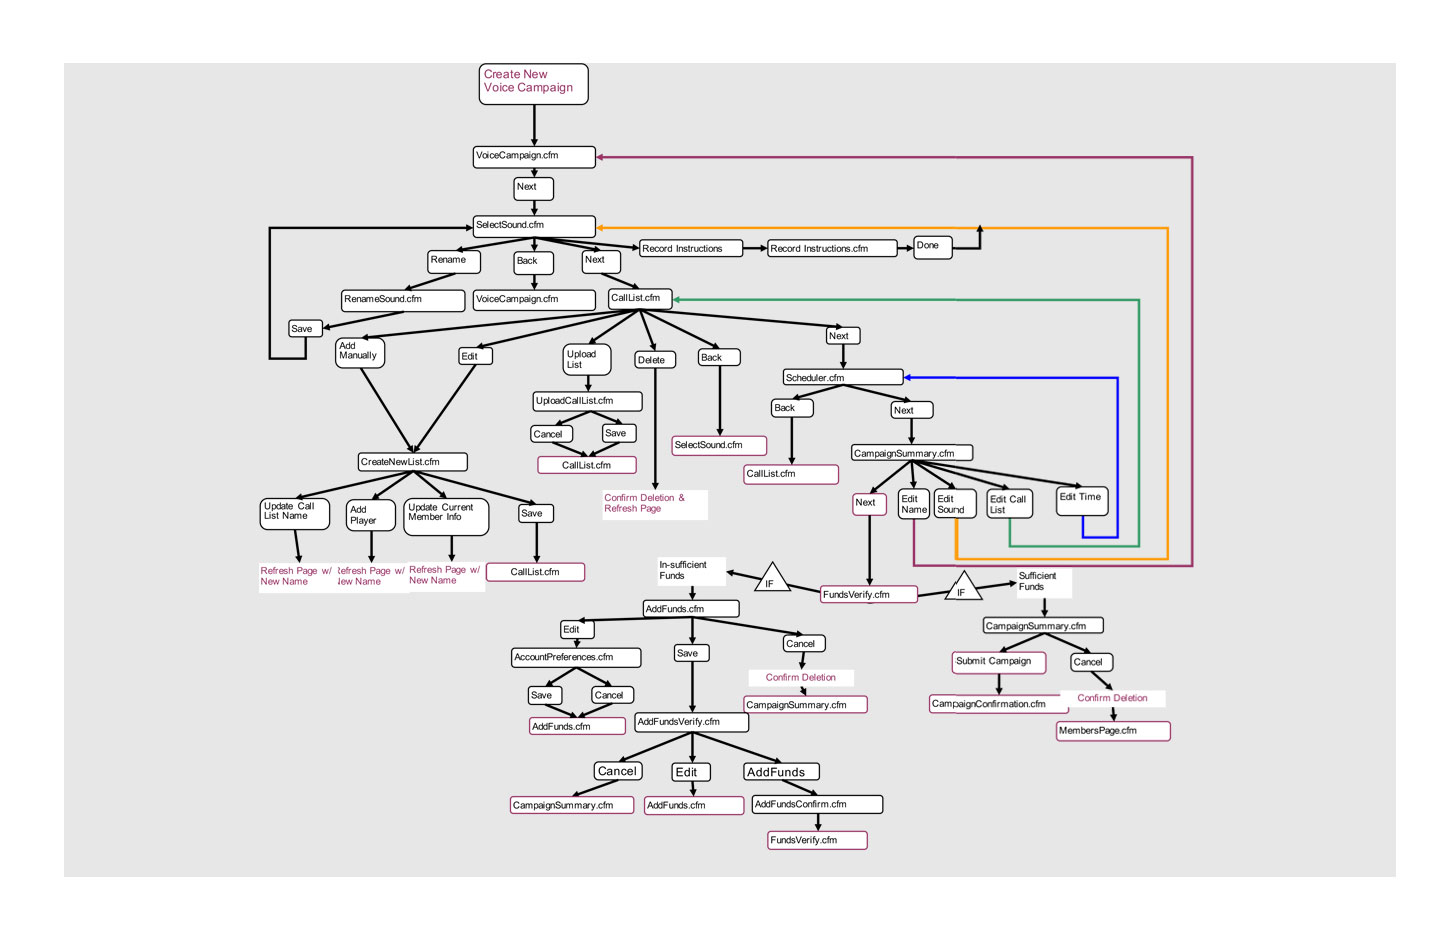 Create New
Voice Campaign
VoiceCampaign.cfm
Next
SelectSound.cfm
Rename
Back
Next
Record Instructions
Record Instructions.cfm
Done
RenameSound.cfm
VoiceCampaign.cfm
CallList.cfm
Save
Add
Manually
Edit
Upload
List
Delete
Back
Next
Scheduler.cfm
UploadCallList.cfm
Back
Next
Cancel
Save
SelectSound.cfm
CampaignSummary.cfm
CreateNewList.cfm
CallList.cfm
CallList.cfm
Confirm Deletion &
Refresh Page
Next
Edit
Name
Edit
Sound
Edit Call
List
Edit Time
Update Call
List Name
Add
Player
Update Current
Member Info
Save
Refresh Page w/
New Name
Refresh Page w/
New Name
Refresh Page w/
New Name
CallList.cfm
In-sufficient
Funds
IF
FundsVerify.cfm
IF
Sufficient
Funds
AddFunds.cfm
CampaignSummary.cfm
Edit
Save
Cancel
AccountPreferences.cfm
Submit Campaign
Cancel
Confirm Deletion
Save
Cancel
CampaignSummary.cfm
CampaignConfirmation.cfm
Confirm Deletion
AddFunds.cfm
AddFundsVerify.cfm
MembersPage.cfm
Cancel
Edit
AddFunds
CampaignSummary.cfm
AddFunds.cfm
AddFundsConfirm.cfm
FundsVerify.cfm